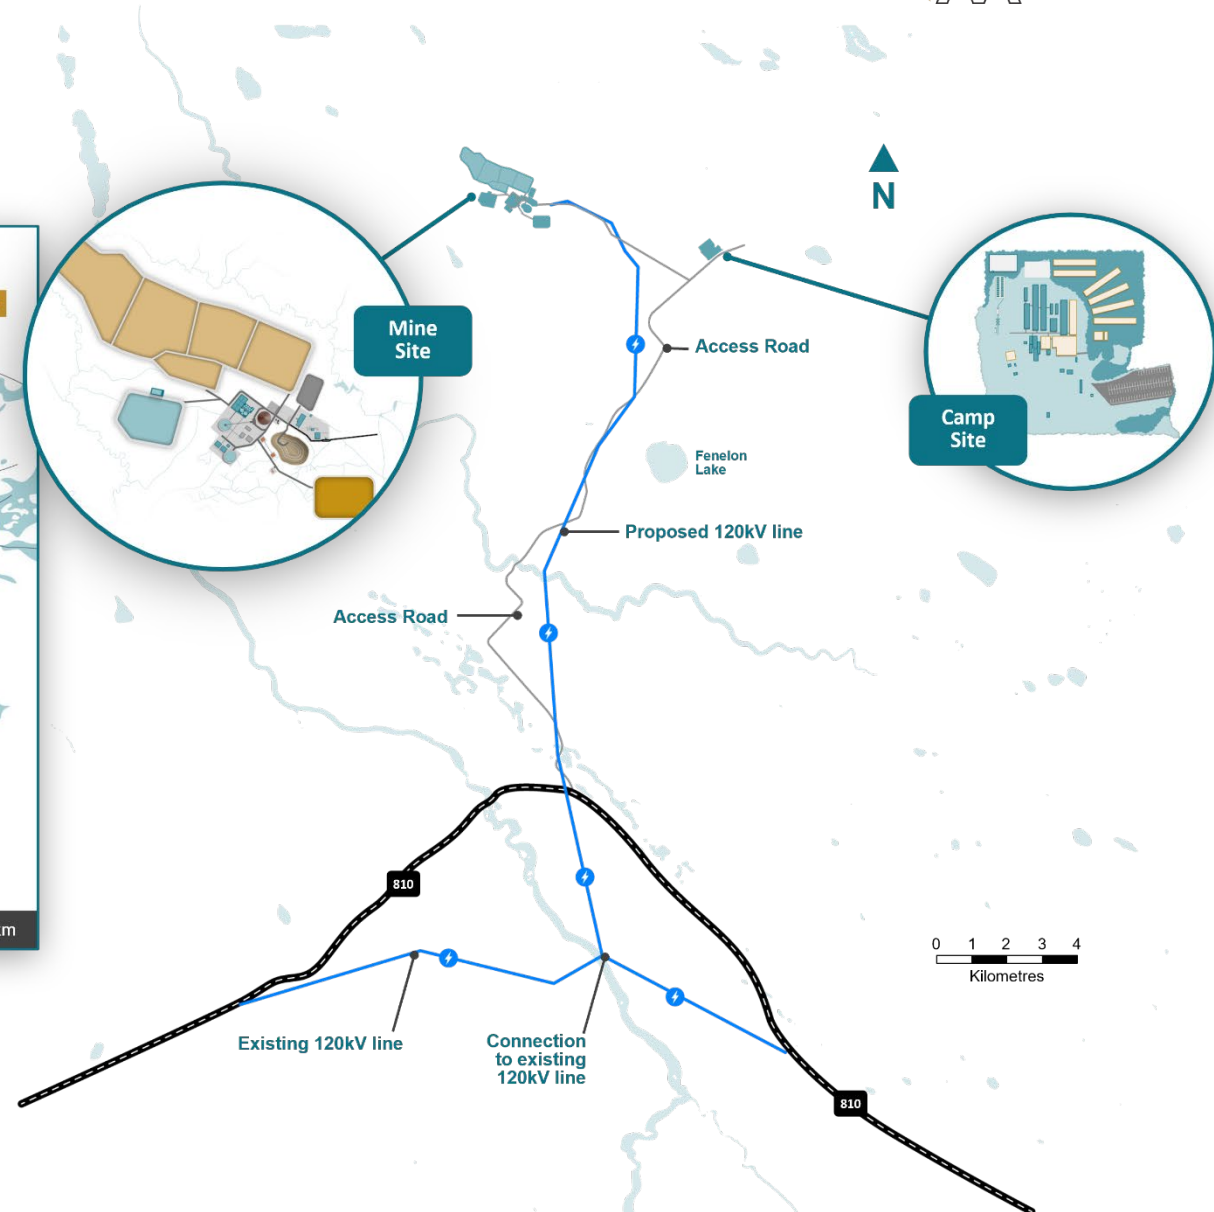 N
Mine
Site
Access Road
Camp
Site
Fenelon
Lake
Proposed 120kV line
Access Road
810
km
0 1 2 3 4
Kilometres
Existing 120kV line
Connection
to existing
120kV line
810